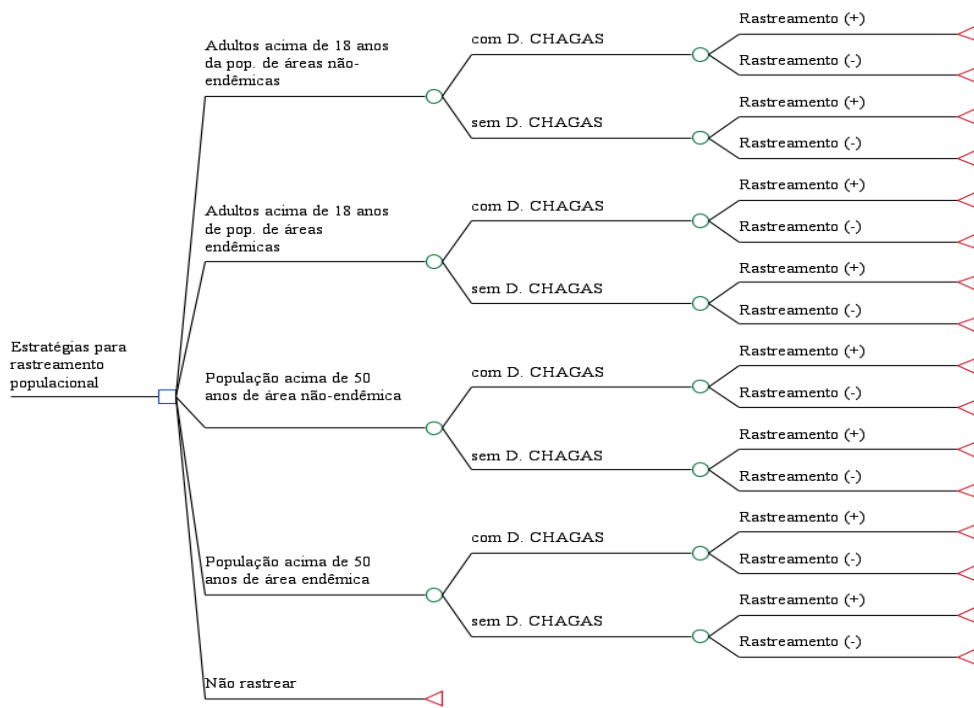 Adultos acima de 18 anos
da pop. de áreas não-
endêmicas
com D. CHAGAS
Rastreamento (+)
Rastreamento (-)
sem D. CHAGAS
Rastreamento (+)
Rastreamento (-)
Adultos acima de 18 anos
de pop. de áreas
endêmicas
com D. CHAGAS
Rastreamento (+)
Rastreamento (-)
sem D. CHAGAS
Rastreamento (+)
Rastreamento (-)
Estratégias para
rastreamento
populacional
População acima de 50
anos de área não-endêmica
com D. CHAGAS
Rastreamento (+)
Rastreamento (-)
sem D. CHAGAS
Rastreamento (+)
Rastreamento (-)
População acima de 50
anos de área endêmica
com D. CHAGAS
Rastreamento (+)
Rastreamento (-)
sem D. CHAGAS
Rastreamento (+)
Rastreamento (-)
Não rastrear